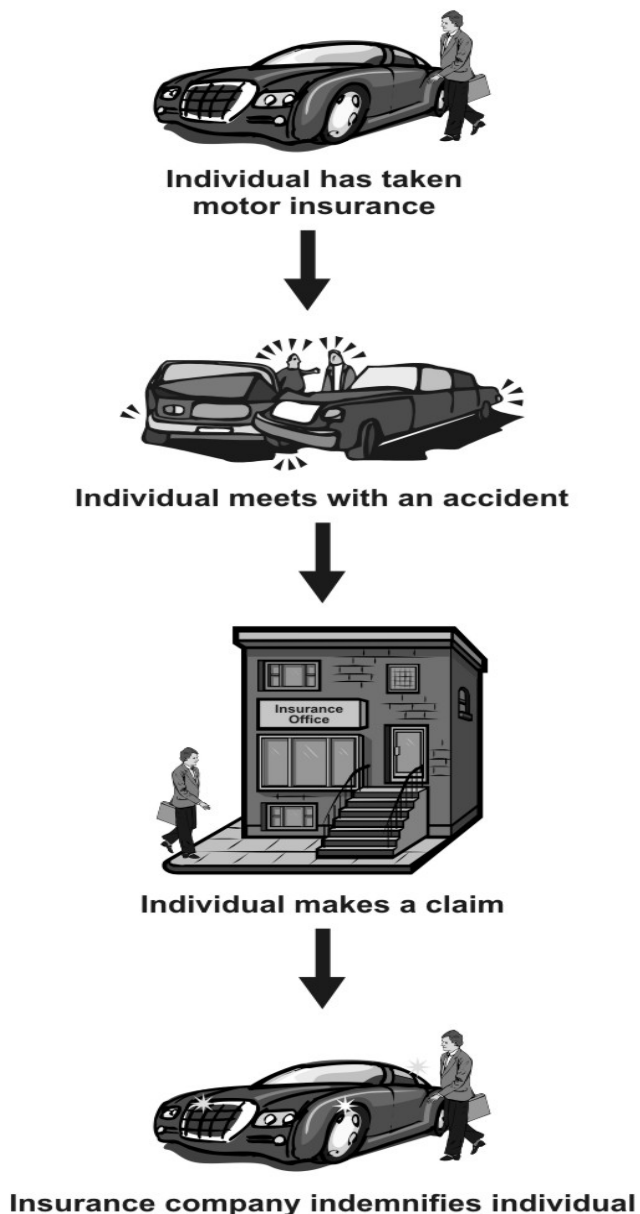 Individual has taken
motor insurance
Individual meets with an accident
Insurance
Office
Individual makes a claim
Insurance company indemnifies individual